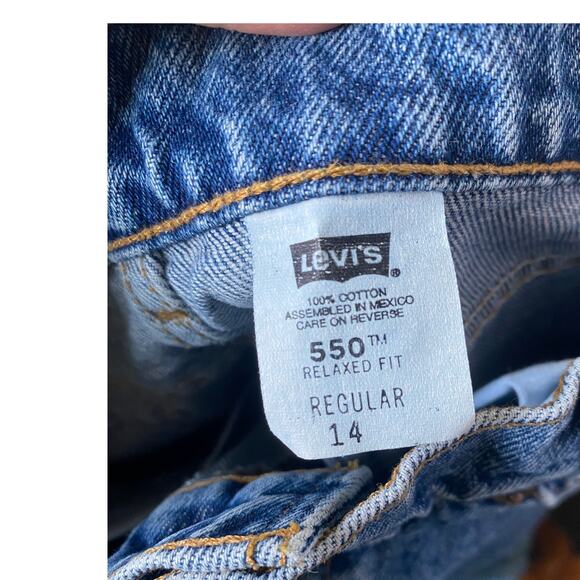 LEVI'S ®
100% COTTON
ASSEMBLED IN MEXICO
CARE ON REVERSE
550™
RELAXED FIT
REGULAR
14